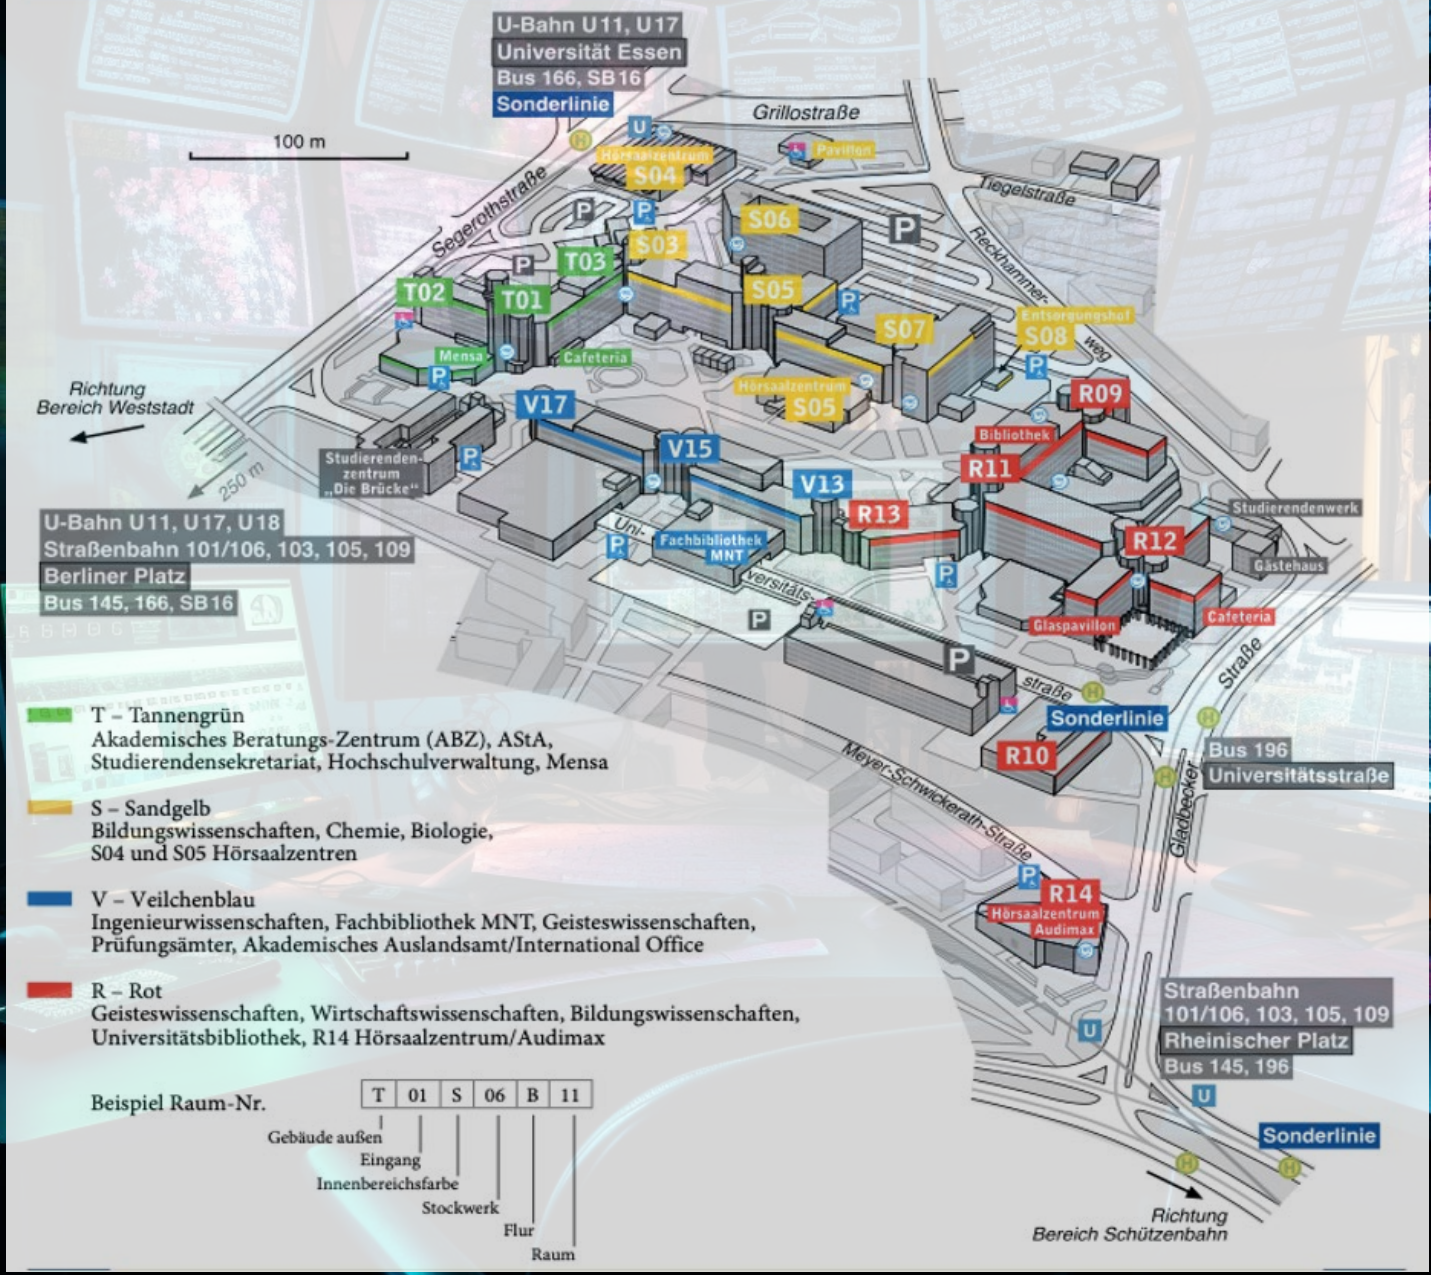 U-Bahn U11, U17
Universität Essen
Bus 166, SB16
Sonderlinie
Grillostraße
100 m
U
H
Hörsaalzentrum
S04
Pavillon
Segerothstraße
Tiegelstraße
P
P
S06
P
S03
Reckhammer-
weg
T03
P
T02
T01
S05
P
Entsorgungshof
S08
S07
Mensa
P
Cafeteria
P
Richtung
Bereich Weststadt
Hörsaalzentrum
S05
R09
V17
Bibliothek
V15
Studierenden-
zentrum
„Die Brücke“
P
R11
250 m
V13
R13
Studierendenwerk
U-Bahn U11, U17, U18
Straßenbahn 101/106, 103, 105, 109
Berliner Platz
Bus 145, 166, SB16
Uni-
P
Fachbibliothek
MNT
R12
Gästehaus
versitäts-
P
P
Glaspavillon
Cafeteria
P
straße
H
Straße
Sonderlinie
H
T – Tannengrün
Akademisches Beratungs-Zentrum (ABZ), AStA,
Studierendensekretariat, Hochschulverwaltung, Mensa
R10
Bus 196
Universitätsstraße
H
Meyer-Schwickerath-Straße
Gladbecker
S – Sandgelb
Bildungswissenschaften, Chemie, Biologie,
S04 und S05 Hörsaalzentren
V – Veilchenblau
Ingenieurwissenschaften, Fachbibliothek MNT, Geisteswissenschaften,
Prüfungsämter, Akademisches Auslandsamt/International Office
P
R14
Hörsaalzentrum
Audimax
R – Rot
Geisteswissenschaften, Wirtschaftswissenschaften, Bildungswissenschaften,
Universitätsbibliothek, R14 Hörsaalzentrum/Audimax
Straßenbahn
101/106, 103, 105, 109
Rheinischer Platz
Bus 145, 196
U
U
Beispiel Raum-Nr.
T 01 S 06 B 11
Gebäude außen
Eingang
Innenbereichsfarbe
Stockwerk
Flur
Raum
Sonderlinie
H
H
Richtung
Bereich Schützenbahn